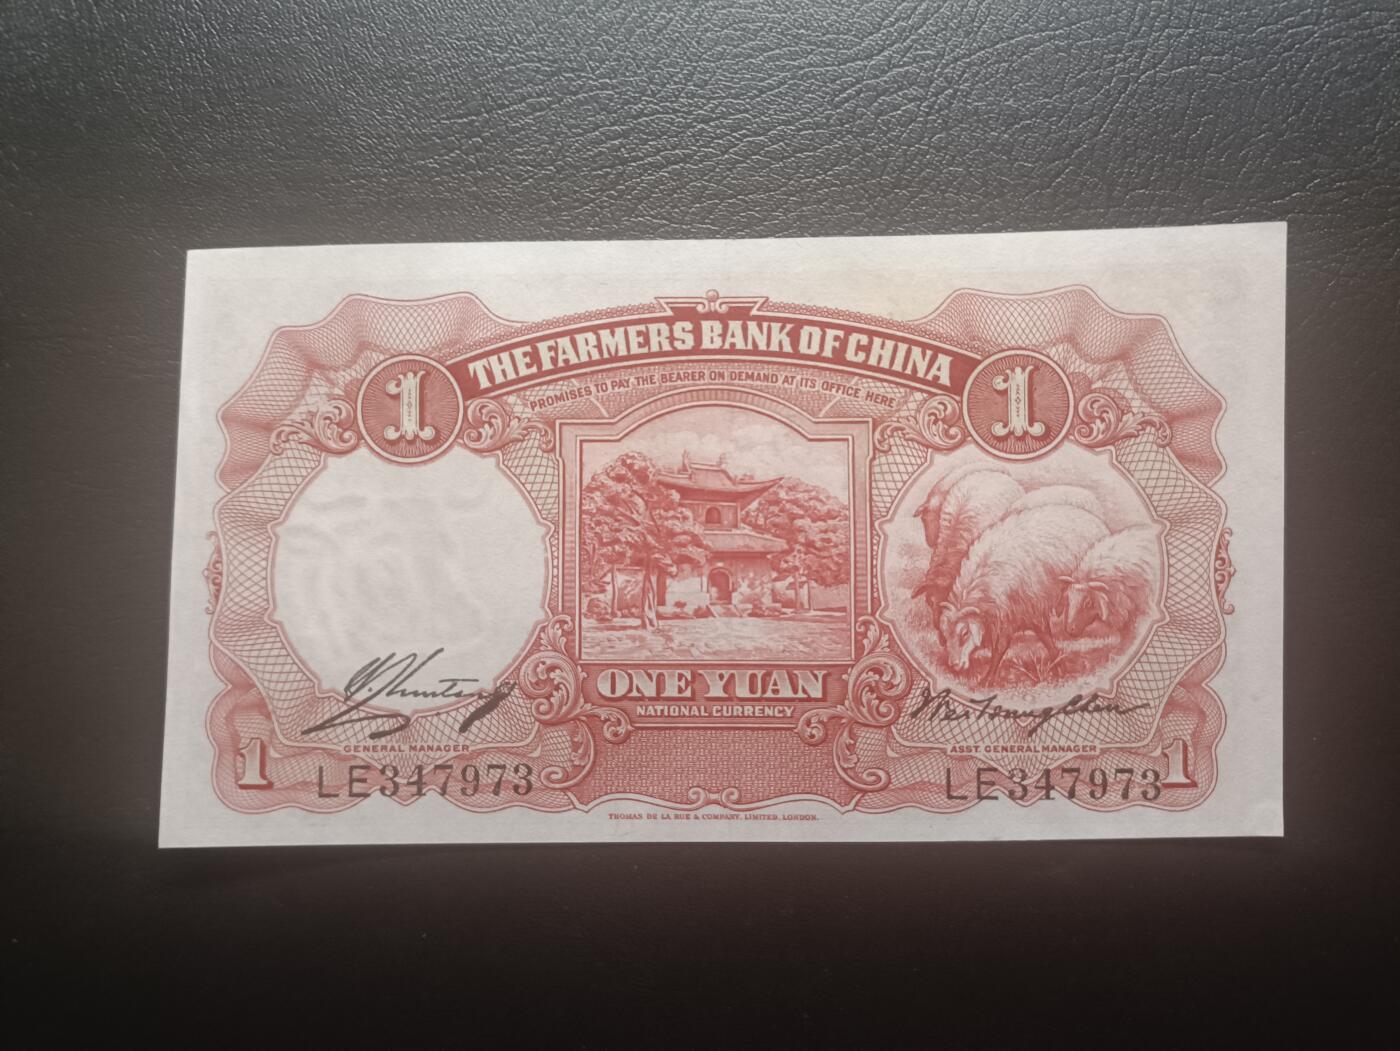 THE FARMERS BANK OF CHINA
PROMISES TO PAY THE BEARER ON DEMAND AT ITS OFFICE HERE
1 1
ONE YUAN
NATIONAL CURRENCY
GENERAL MANAGER
ASST. GENERAL MANAGER
1 LE347973
LE347973 1
THOMAS DE LA RUE & COMPANY, LIMITED, LONDON.